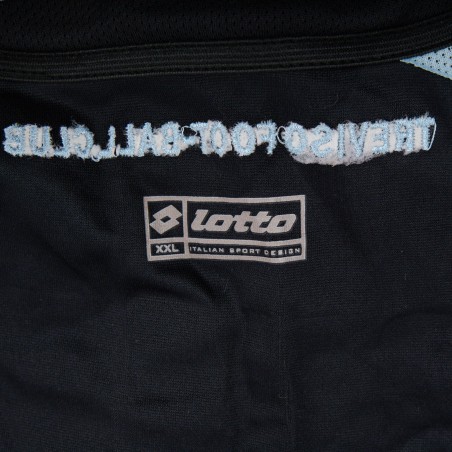 TREVISO FOOT-BALL CLUB
lotto
XXL ITALIAN SPORT DESIGN